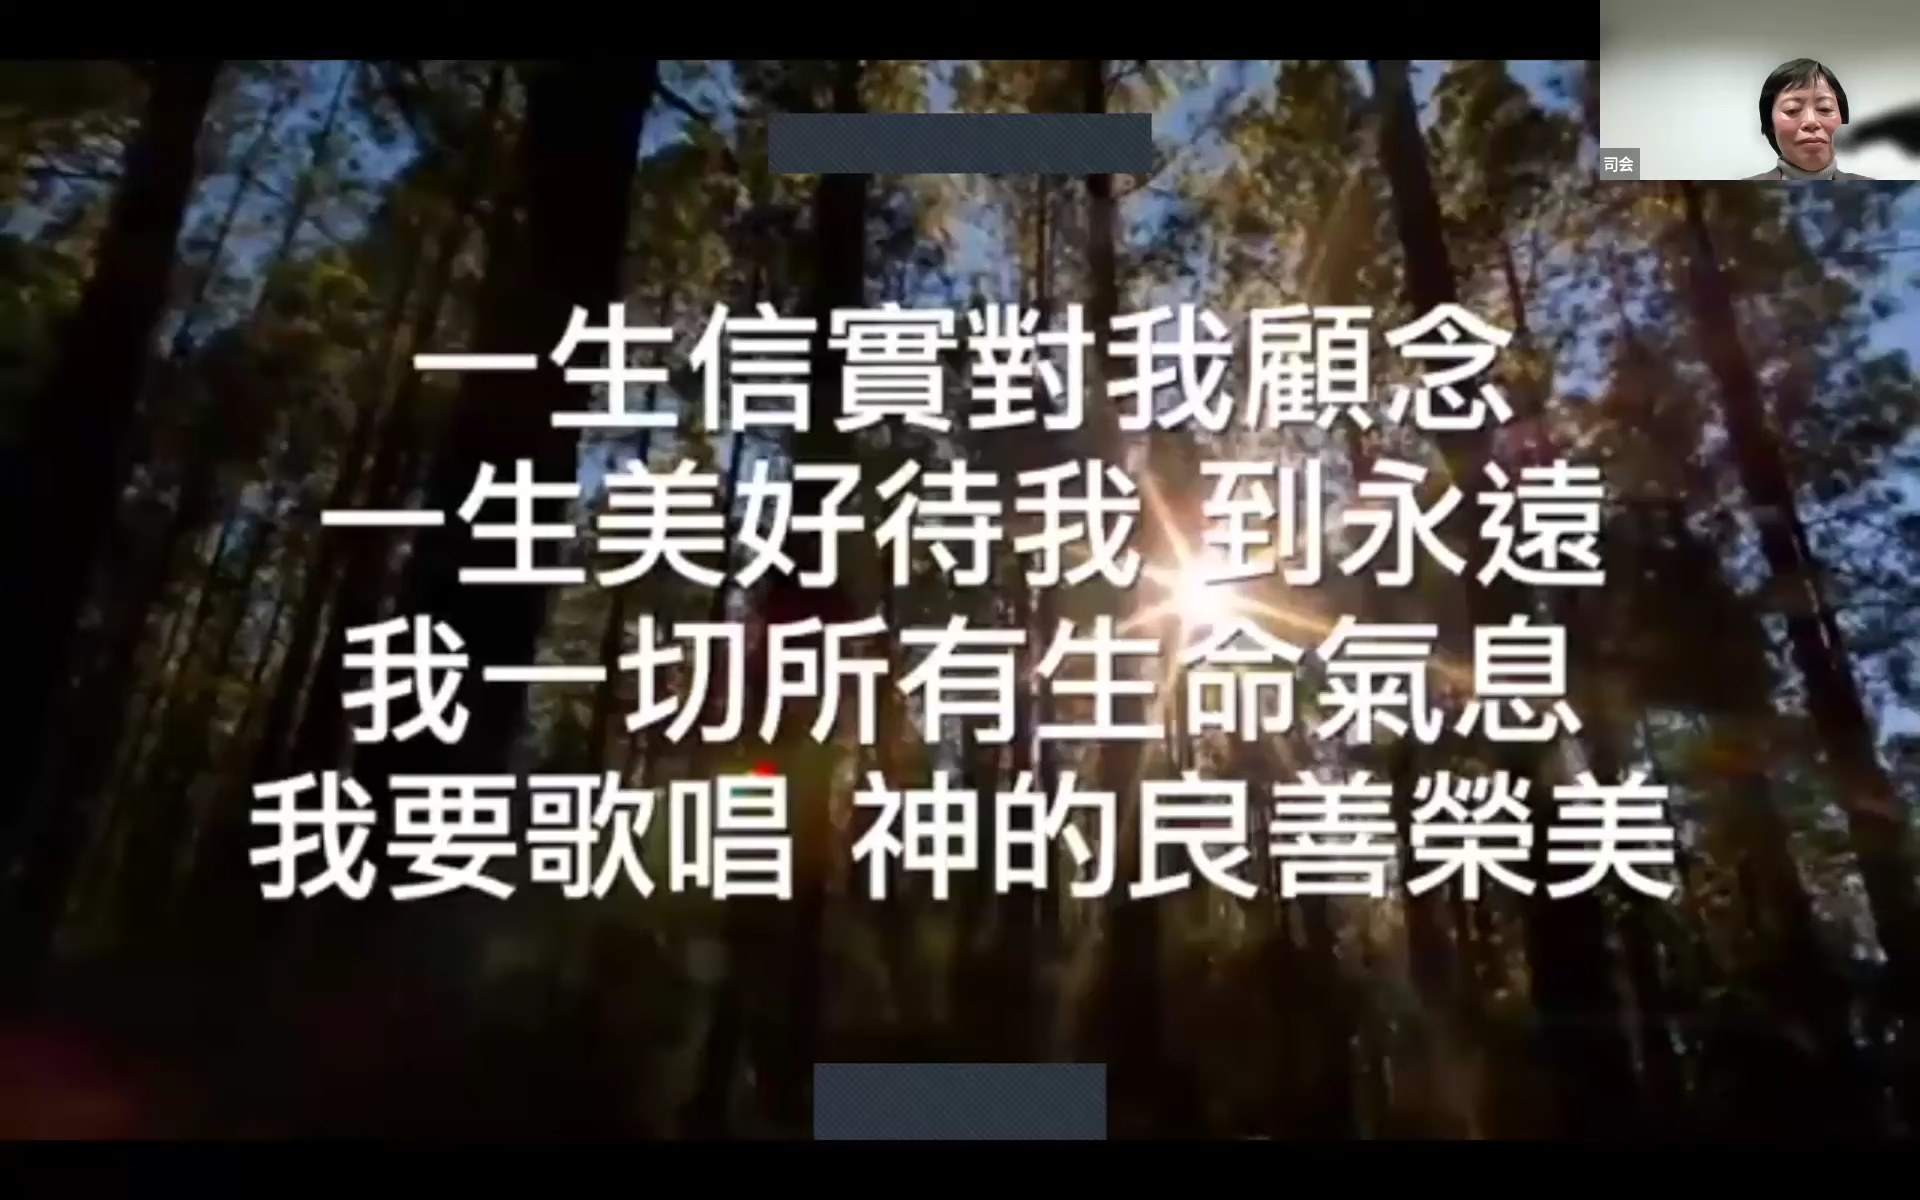 司会
一生信實對我顧念
一生美好待我 到永遠
我一切所有生命氣息
我要歌唱 神的良善榮美